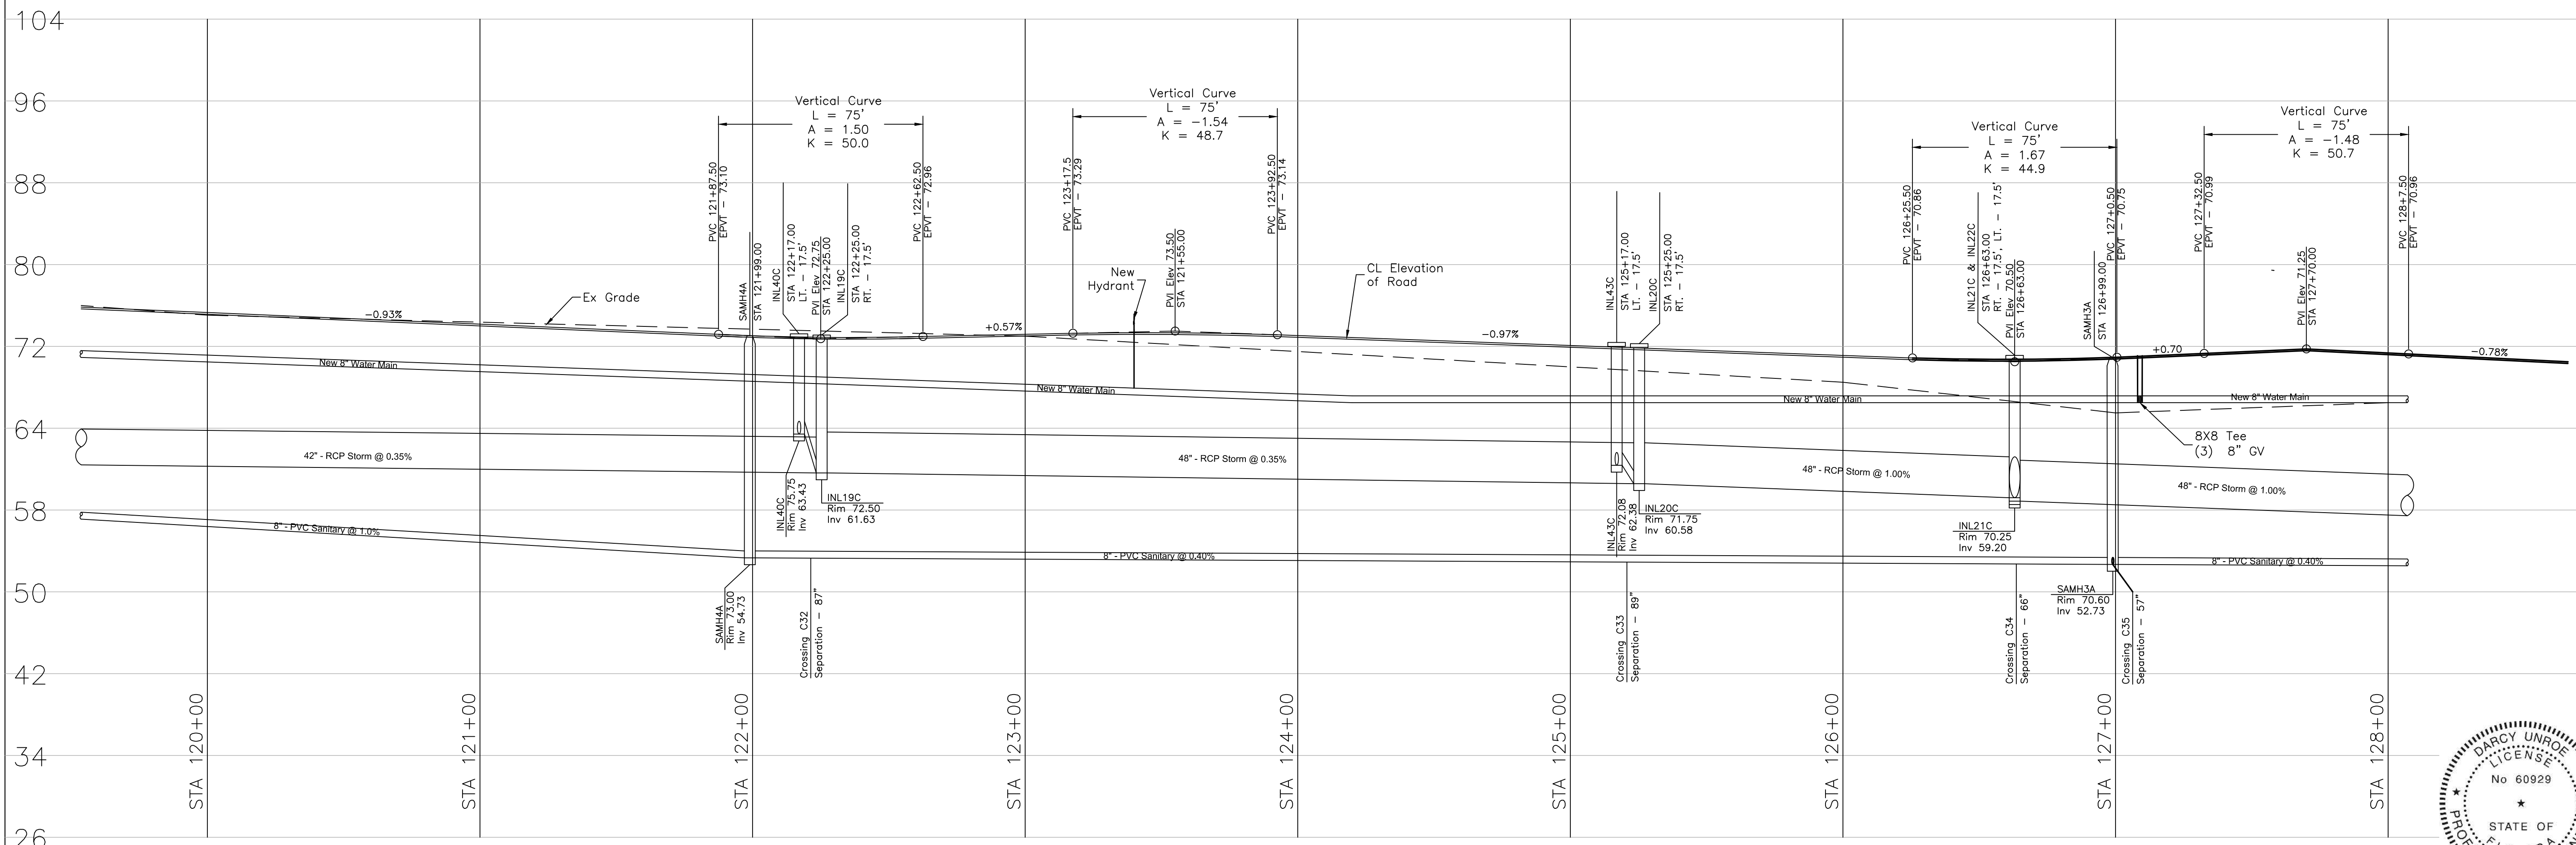 104
96
88
80
72
64
58
50
42
34
26
Vertical Curve
L = 75'
A = 1.50
K = 50.0
PVC 121+87.50
EPVT - 73.10
SAMH4A
STA 121+99.00
INL40C
STA 122+17.00
LT. - 17.5'
PVI Elev 72.75
STA 122+25.00
INL19C
STA 122+25.00
RT. - 17.5'
PVC 122+62.50
EPVT - 72.96
Vertical Curve
L = 75'
A = -1.54
K = 48.7
PVC 123+17.5
EPVT - 73.29
New
Hydrant
PVI Elev 73.50
STA 121+55.00
PVC 123+92.50
EPVT - 73.14
CL Elevation
of Road
INL43C
STA 125+17.00
LT. - 17.5'
INL20C
STA 125+25.00
RT. - 17.5'
Vertical Curve
L = 75'
A = 1.67
K = 44.9
PVC 126+25.50
EPVT - 70.86
INL21C & INL22C
STA 126+63.00
RT. - 17.5', LT. - 17.5'
PVI Elev 70.50
STA 126+63.00
SAMH3A
STA 126+99.00
PVC 127+0.50
EPVT - 70.75
Vertical Curve
L = 75'
A = -1.48
K = 50.7
PVC 127+32.50
EPVT - 70.99
PVI Elev 71.25
STA 127+70.00
PVC 128+7.50
EPVT - 70.96
-
Ex Grade
-0.93%
+0.57%
-0.97%
+0.70
-0.78%
New 8" Water Main
New 8" Water Main
New 8" Water Main
New 8" Water Main
8X8 Tee
(3) 8" GV
42" - RCP Storm @ 0.35%
48" - RCP Storm @ 0.35%
48" - RCP Storm @ 1.00%
48" - RCP Storm @ 1.00%
INL40C
Rim 75.75
Inv 63.43
INL19C
Rim 72.50
Inv 61.63
INL43C
Rim 72.08
Inv 62.38
INL20C
Rim 71.75
Inv 60.58
INL21C
Rim 70.25
Inv 59.20
8" - PVC Sanitary @ 1.0%
8" - PVC Sanitary @ 0.40%
8" - PVC Sanitary @ 0.40%
SAMH4A
Rim 73.00
Inv 54.73
Crossing C32
Separation - 87"
Crossing C33
Separation - 89"
Crossing C34
Separation - 66"
SAMH3A
Rim 70.60
Inv 52.73
Crossing C35
Separation - 57"
STA 120+00
STA 121+00
STA 122+00
STA 123+00
STA 124+00
STA 125+00
STA 126+00
STA 127+00
STA 128+00
DARCY UNROE
LICENSE
No 60929
★
STATE OF